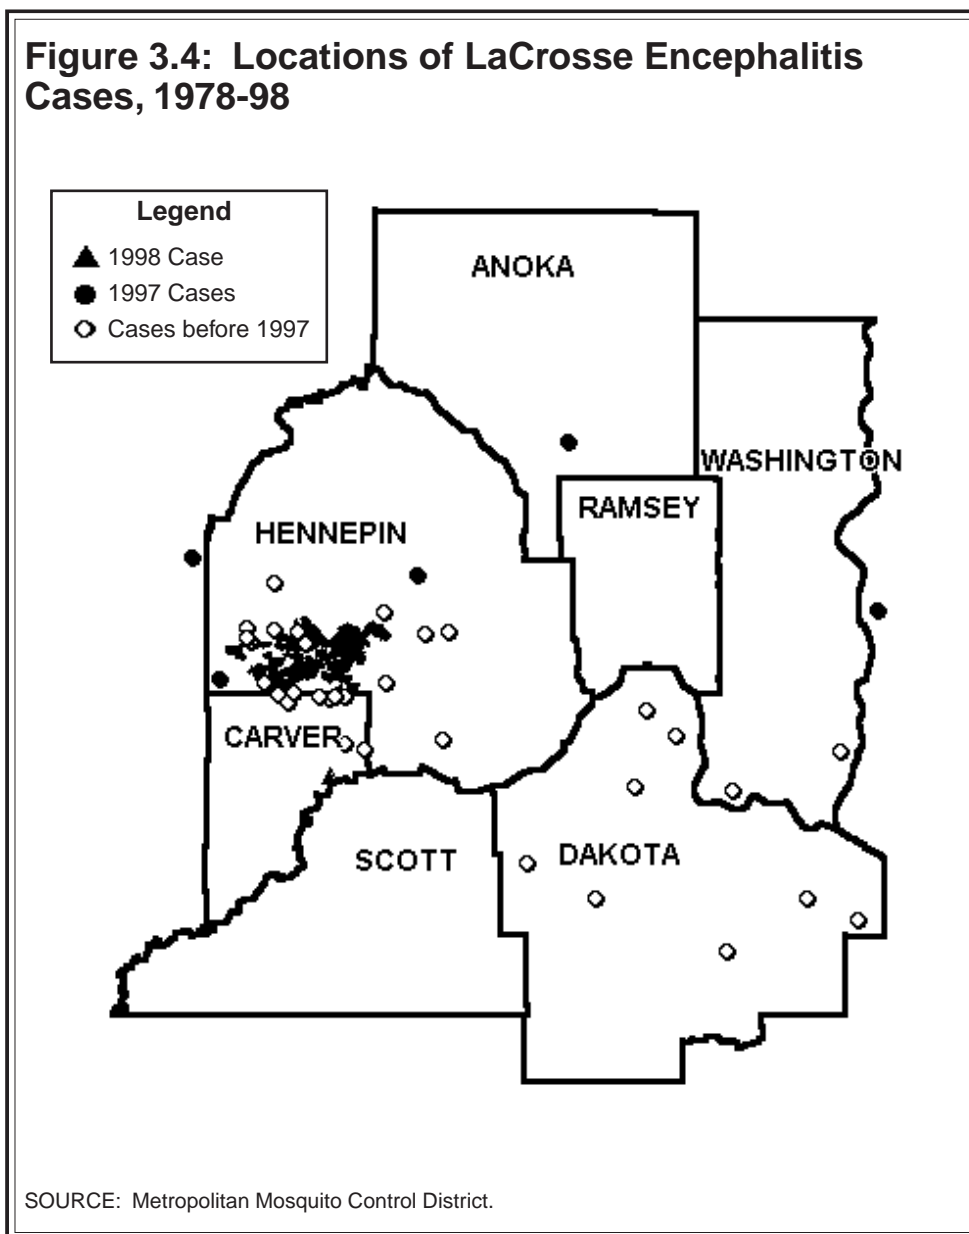 Figure 3.4: Locations of LaCrosse Encephalitis
Cases, 1978-98
Legend
1998 Case
1997 Cases
Cases before 1997
ANOKA
WASHINGTON
RAMSEY
HENNEPIN
CARVER
SCOTT
DAKOTA
SOURCE: Metropolitan Mosquito Control District.